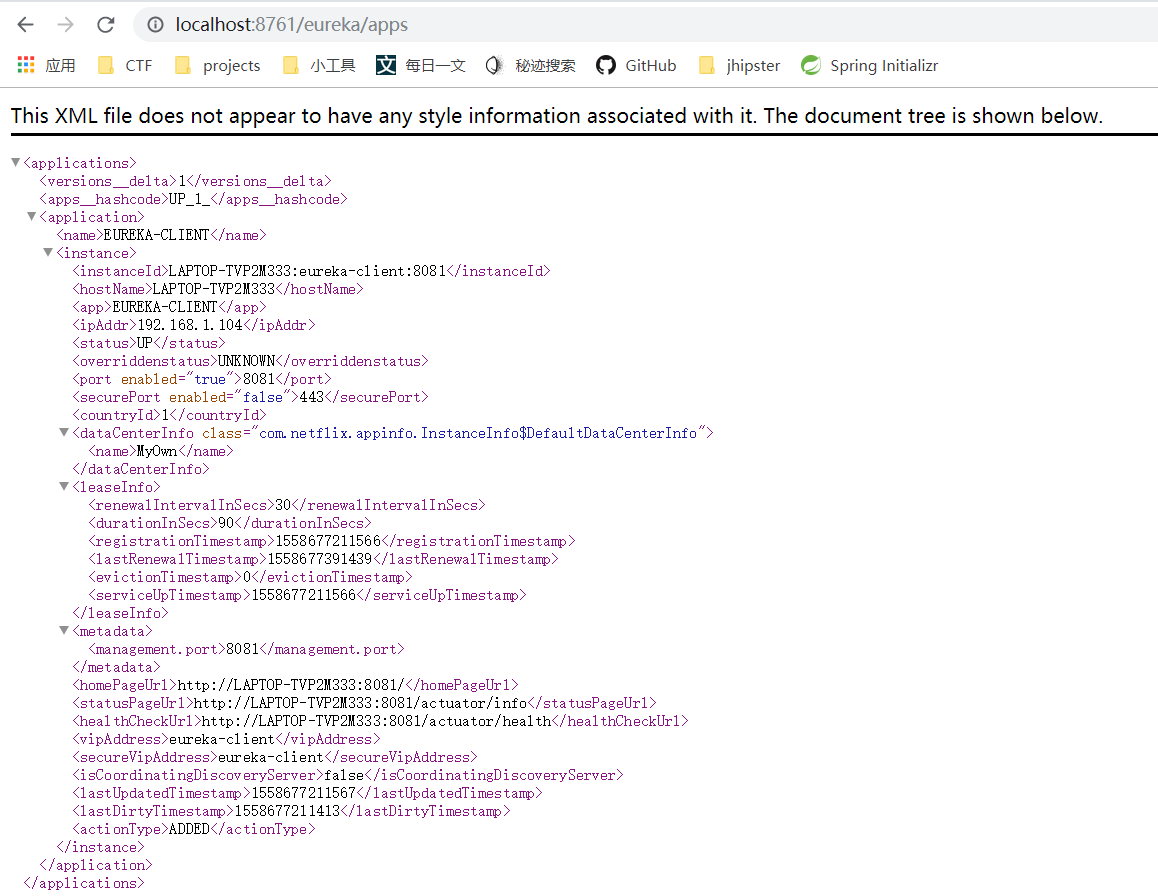 localhost:8761/eureka/apps
应用 CTF projects 小工具 每日一文 秘迹搜索 GitHub jhipster Spring Initializr
This XML file does not appear to have any style information associated with it. The document tree is shown below.
<applications>
<versions__delta>1</versions__delta>
<apps__hashcode>UP_1_</apps__hashcode>
<application>
<name>EUREKA-CLIENT</name>
<instance>
<instanceId>LAPTOP-TVP2M333:eureka-client:8081</instanceId>
<hostName>LAPTOP-TVP2M333</hostName>
<app>EUREKA-CLIENT</app>
<ipAddr>192.168.1.104</ipAddr>
<status>UP</status>
<overriddenstatus>UNKNOWN</overriddenstatus>
<port enabled="true">8081</port>
<securePort enabled="false">443</securePort>
<countryId>1</countryId>
<dataCenterInfo class="com.netflix.appinfo.InstanceInfo$DefaultDataCenterInfo">
<name>MyOwn</name>
</dataCenterInfo>
<leaseInfo>
<renewalIntervalInSecs>30</renewalIntervalInSecs>
<durationInSecs>90</durationInSecs>
<registrationTimestamp>1558677211566</registrationTimestamp>
<lastRenewalTimestamp>1558677391439</lastRenewalTimestamp>
<evictionTimestamp>0</evictionTimestamp>
<serviceUpTimestamp>1558677211566</serviceUpTimestamp>
</leaseInfo>
<metadata>
<management.port>8081</management.port>
</metadata>
<homePageUrl>http://LAPTOP-TVP2M333:8081/</homePageUrl>
<statusPageUrl>http://LAPTOP-TVP2M333:8081/actuator/info</statusPageUrl>
<healthCheckUrl>http://LAPTOP-TVP2M333:8081/actuator/health</healthCheckUrl>
<vipAddress>eureka-client</vipAddress>
<secureVipAddress>eureka-client</secureVipAddress>
<isCoordinatingDiscoveryServer>false</isCoordinatingDiscoveryServer>
<lastUpdatedTimestamp>1558677211567</lastUpdatedTimestamp>
<lastDirtyTimestamp>1558677211413</lastDirtyTimestamp>
<actionType>ADDED</actionType>
</instance>
</application>
</applications>